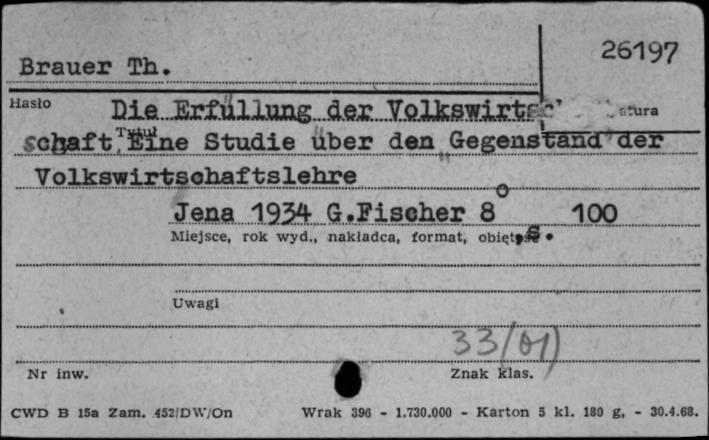 26197
Brauer Th.
Hasło
Die Erfüllung der Volkswirtsc atura
schaft Tytuł Eine Studie über den "Gegenstand" der
Volkswirtschaftslehre
Jena 1934 G.Fischer 8° 100 s.
Miejsce, rok wyd., nakładca, format, objętość
Uwagi
33/01)
Nr inw. Znak klas.
CWD B 15a Zam. 452/DW/On Wrak 396 - 1.730.000 - Karton 5 kl. 180 g, - 30.4.68.